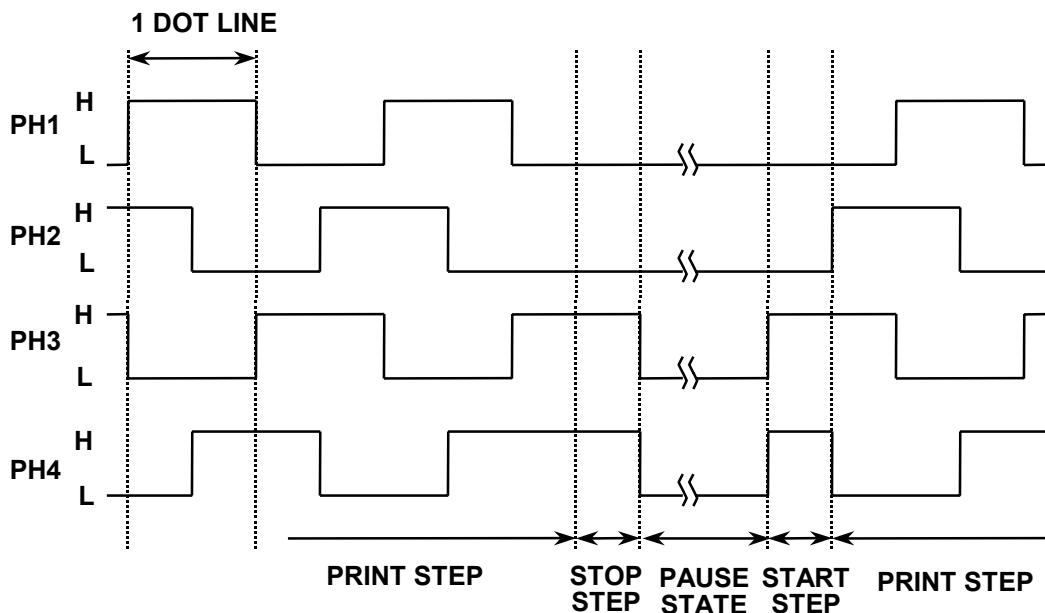 1 DOT LINE
H
PH1
L
H
PH2
L
H
PH3
L
H
PH4
L
PRINT STEP
STOP
STEP
PAUSE
STATE
START
STEP
PRINT STEP